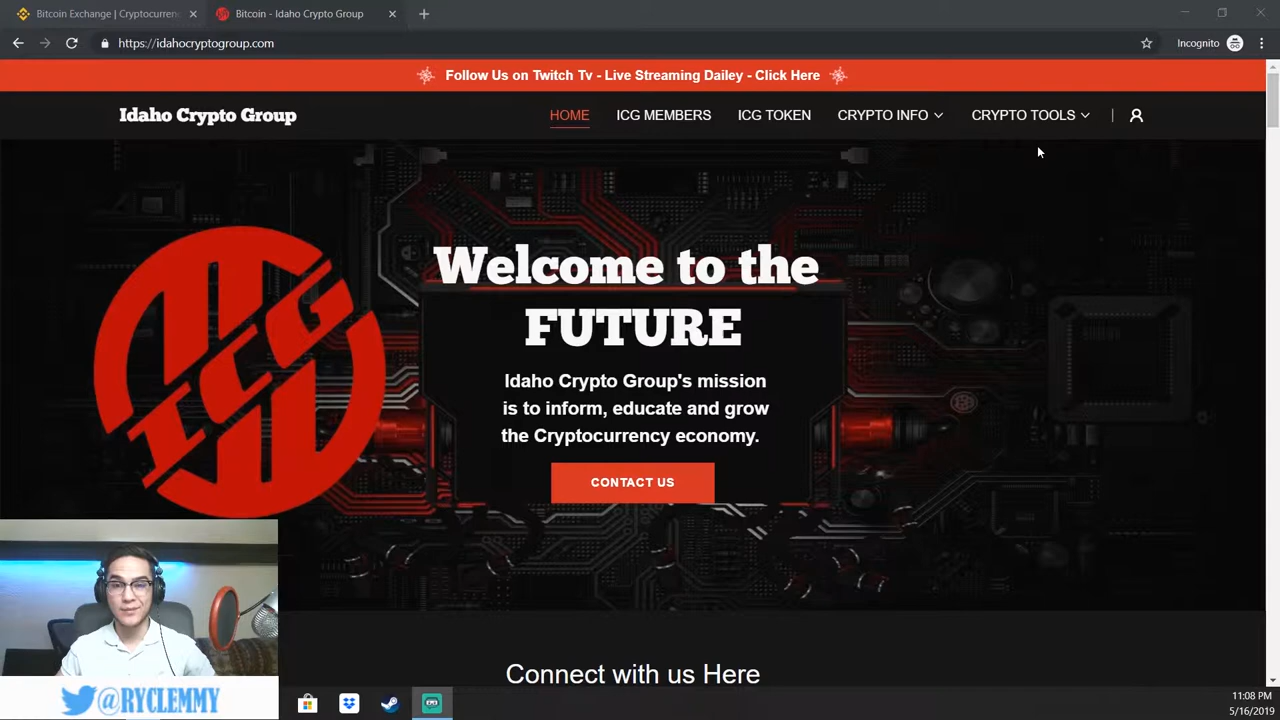 Bitcoin Exchange | Cryptocurren
Bitcoin - Idaho Crypto Group
https://idahocryptogroup.com
Incognito
Follow Us on Twitch Tv - Live Streaming Dailey - Click Here
Idaho Crypto Group
HOME
ICG MEMBERS
ICG TOKEN
CRYPTO INFO
CRYPTO TOOLS
Welcome to the
FUTURE
Idaho Crypto Group's mission
is to inform, educate and grow
the Cryptocurrency economy.
CONTACT US
ICG
Connect with us Here
@RYCLEMMY
11:08 PM
5/16/2019